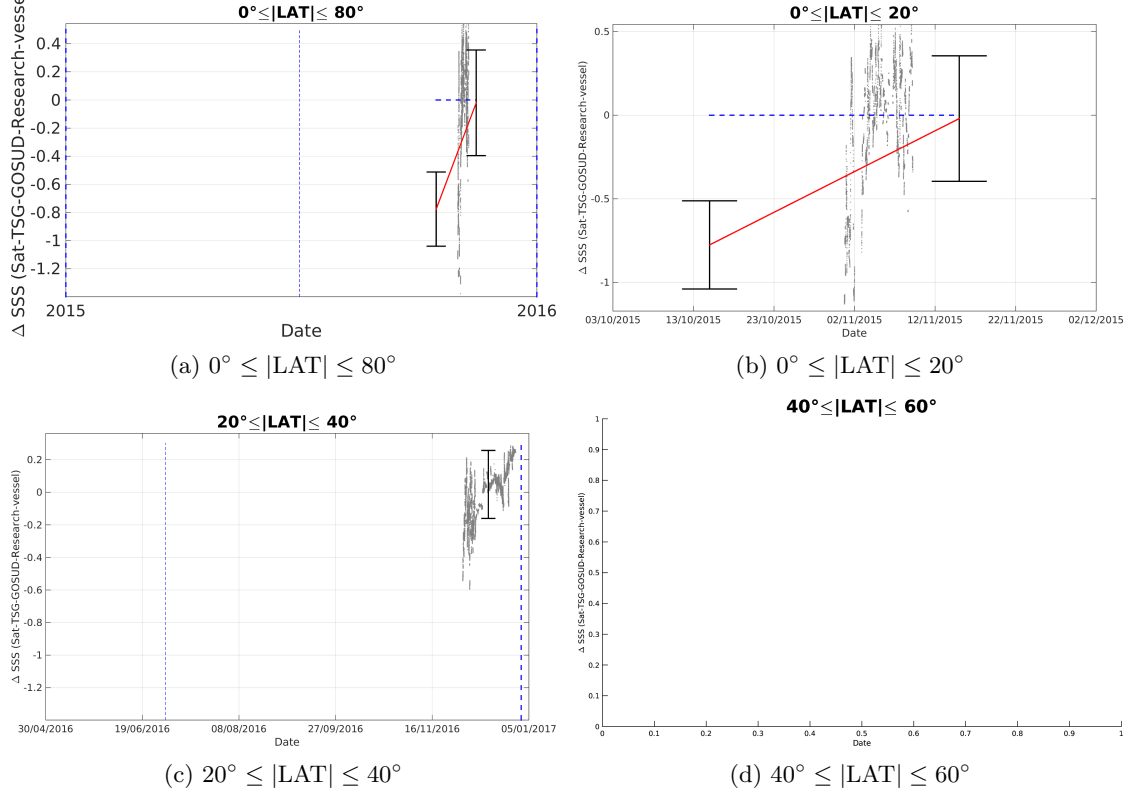 0°≤|LAT|≤ 80°
Δ SSS (Sat-TSG-GOSUD-Research-vesse
0.4
0.2
0
-0.2
-0.4
-0.6
-0.8
-1
-1.2
2015 2016
Date
(a) 0° ≤ |LAT| ≤ 80°
0°≤|LAT|≤ 20°
Δ SSS (Sat-TSG-GOSUD-Research-vessel)
0.5
0
-0.5
-1
03/10/2015 13/10/2015 23/10/2015 02/11/2015 12/11/2015 22/11/2015 02/12/2015
Date
(b) 0° ≤ |LAT| ≤ 20°
20°≤|LAT|≤ 40°
Δ SSS (Sat-TSG-GOSUD-Research-vessel)
0.2
0
-0.2
-0.4
-0.6
-0.8
-1
-1.2
30/04/2016 19/06/2016 08/08/2016 27/09/2016 16/11/2016 05/01/2017
Date
(c) 20° ≤ |LAT| ≤ 40°
40°≤|LAT|≤ 60°
Δ SSS (Sat-TSG-GOSUD-Research-vessel)
1
0.9
0.8
0.7
0.6
0.5
0.4
0.3
0.2
0.1
0
0 0.1 0.2 0.3 0.4 0.5 0.6 0.7 0.8 0.9 1
Date
(d) 40° ≤ |LAT| ≤ 60°